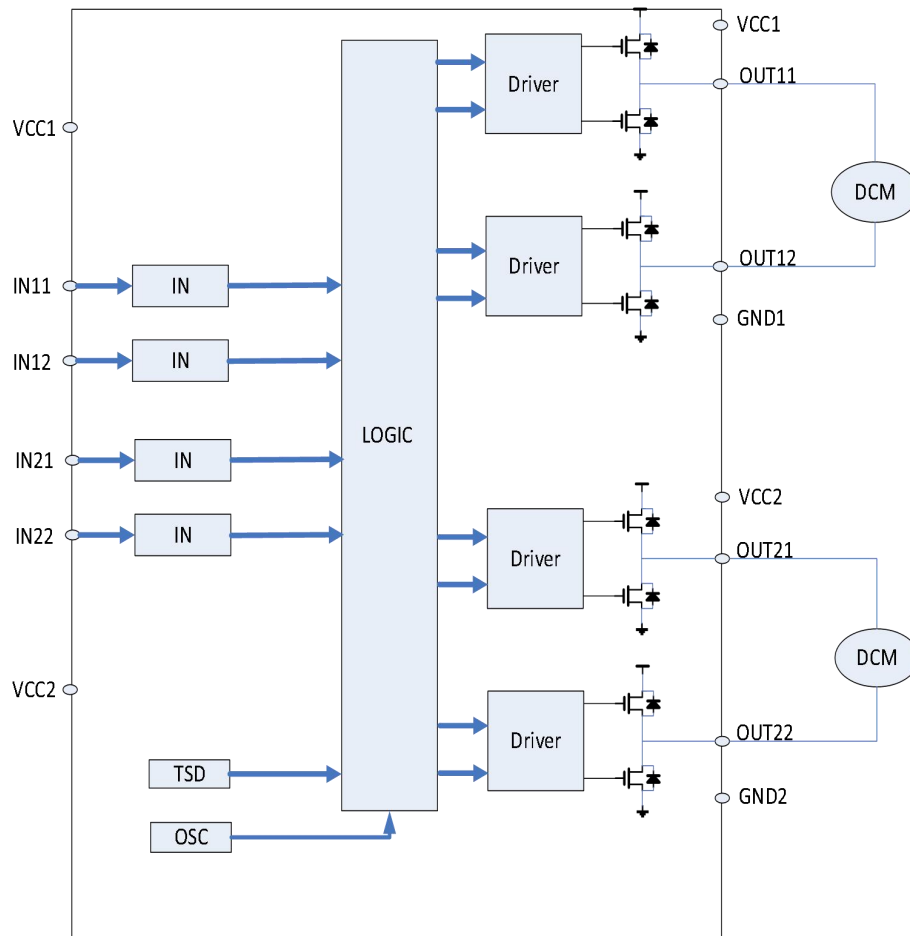 VCC1
Driver
OUT11
VCC1
DCM
Driver
OUT12
IN11
IN
GND1
IN12
IN
LOGIC
IN21
IN
VCC2
IN22
IN
OUT21
Driver
DCM
VCC2
Driver
OUT22
TSD
GND2
OSC